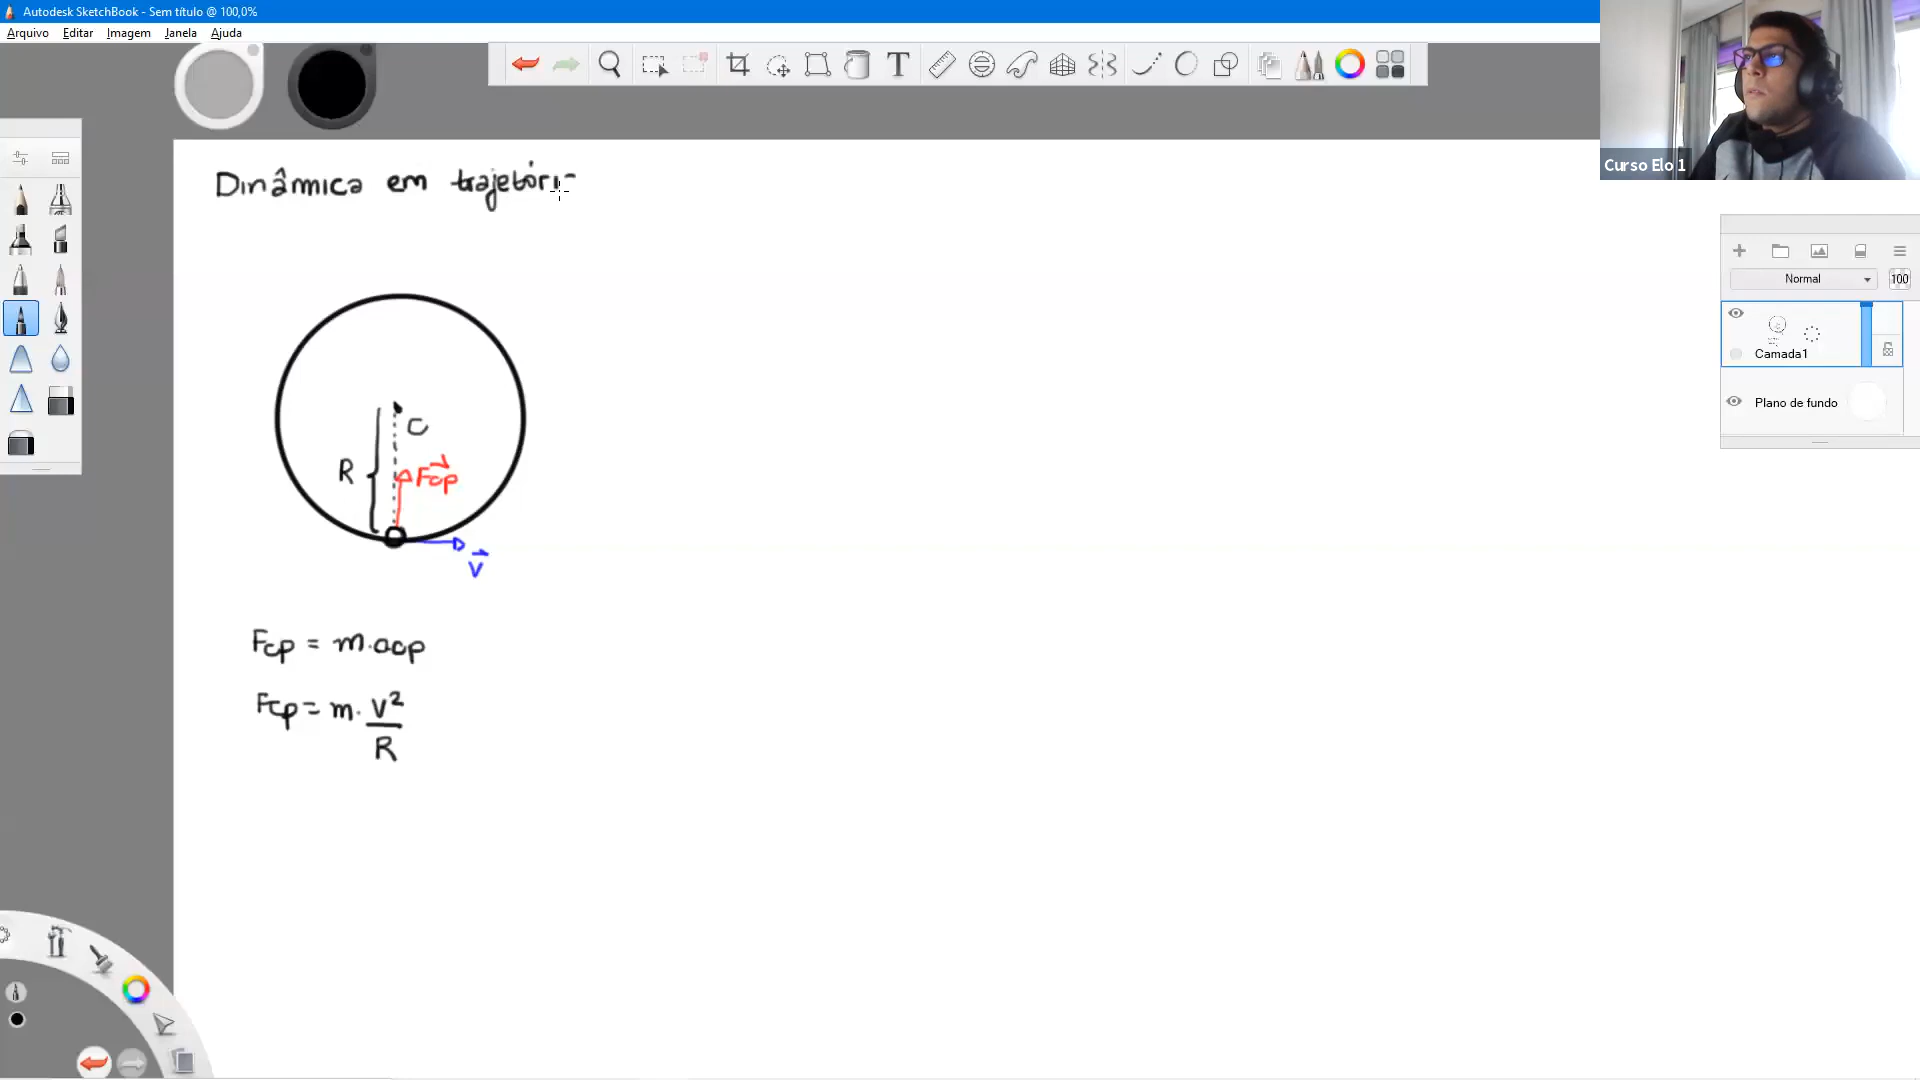 Autodesk SketchBook - Sem título @ 100,0%
Arquivo Editar Imagem Janela Ajuda
Curso Elo 1
Dinâmica em trajetóri
Normal
100
Camada1
Plano de fundo
C
R
Fcp
V
Fcp = m.acp
Fcp = m. V²
R